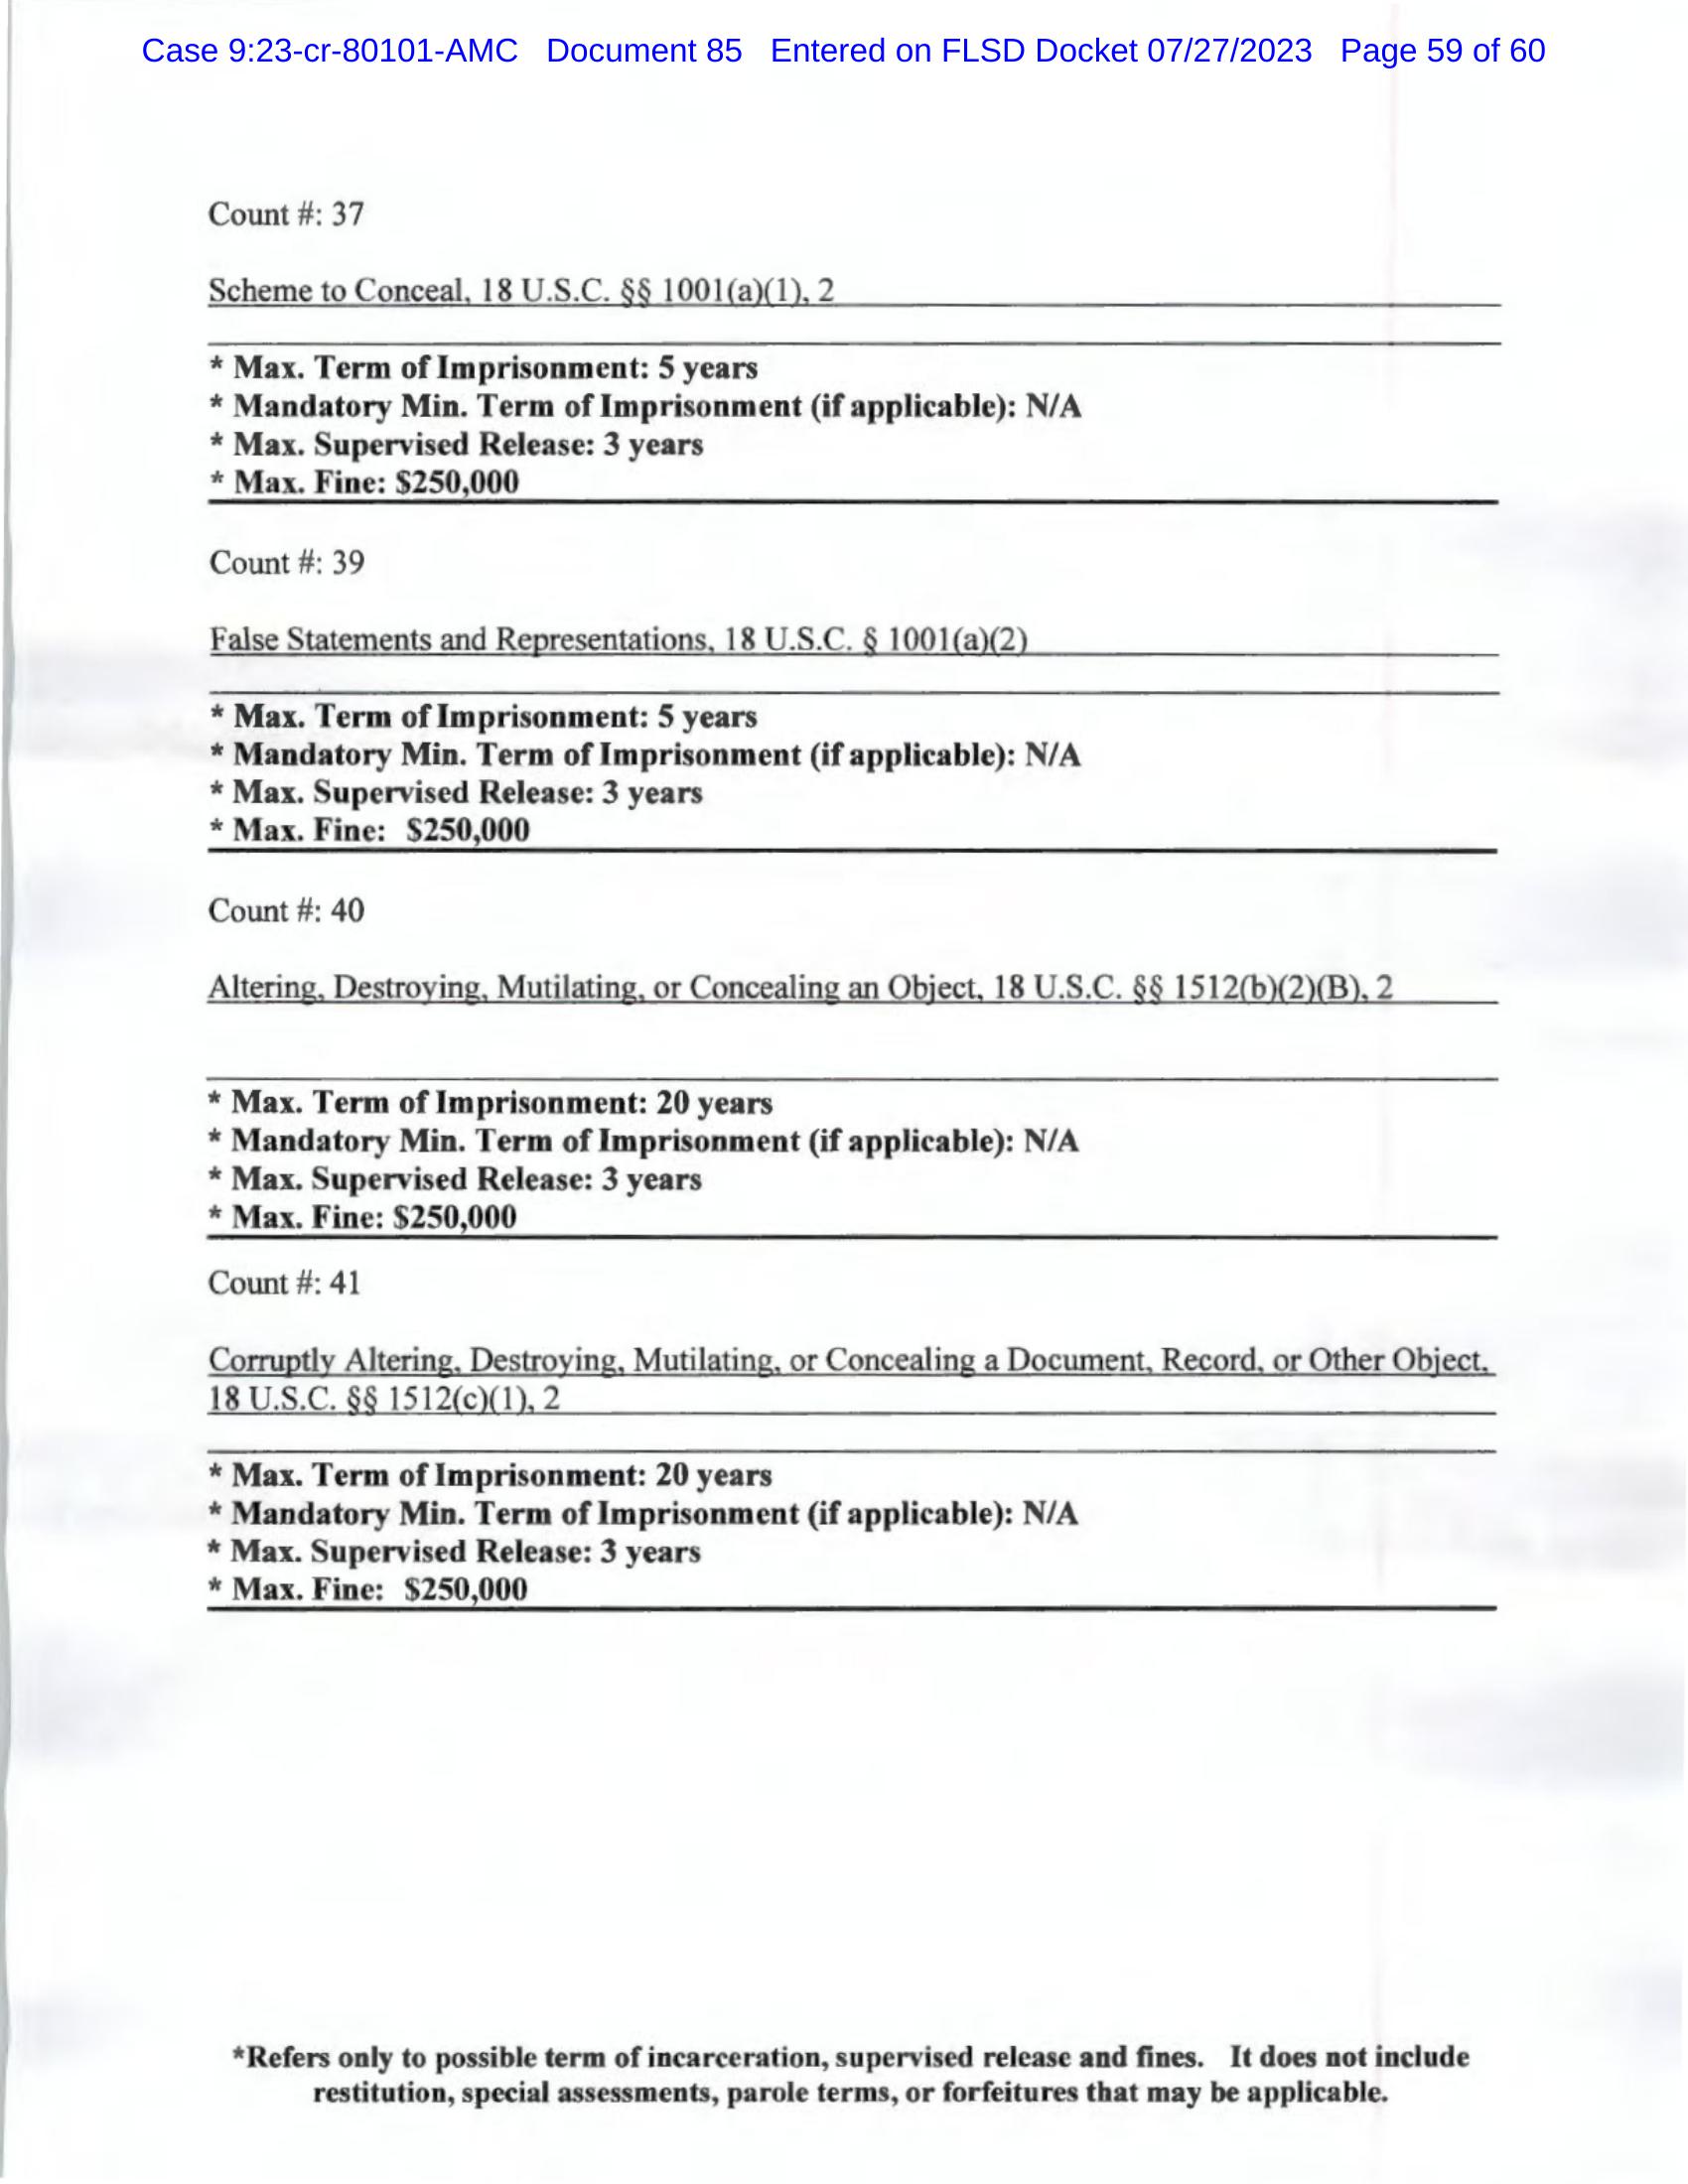 Case 9:23-cr-80101-AMC Document 85 Entered on FLSD Docket 07/27/2023 Page 59 of 60
Count #: 37
Scheme to Conceal, 18 U.S.C. §§ 1001(a)(1), 2
* Max. Term of Imprisonment: 5 years
* Mandatory Min. Term of Imprisonment (if applicable): N/A
* Max. Supervised Release: 3 years
* Max. Fine: $250,000
Count #: 39
False Statements and Representations, 18 U.S.C. § 1001(a)(2)
* Max. Term of Imprisonment: 5 years
* Mandatory Min. Term of Imprisonment (if applicable): N/A
* Max. Supervised Release: 3 years
* Max. Fine: $250,000
Count #: 40
Altering, Destroying, Mutilating, or Concealing an Object, 18 U.S.C. §§ 1512(b)(2)(B), 2
* Max. Term of Imprisonment: 20 years
* Mandatory Min. Term of Imprisonment (if applicable): N/A
* Max. Supervised Release: 3 years
* Max. Fine: $250,000
Count #: 41
Corruptly Altering, Destroying, Mutilating, or Concealing a Document, Record, or Other Object,
18 U.S.C. §§ 1512(c)(1), 2
* Max. Term of Imprisonment: 20 years
* Mandatory Min. Term of Imprisonment (if applicable): N/A
* Max. Supervised Release: 3 years
* Max. Fine: $250,000
*Refers only to possible term of incarceration, supervised release and fines. It does not include
restitution, special assessments, parole terms, or forfeitures that may be applicable.